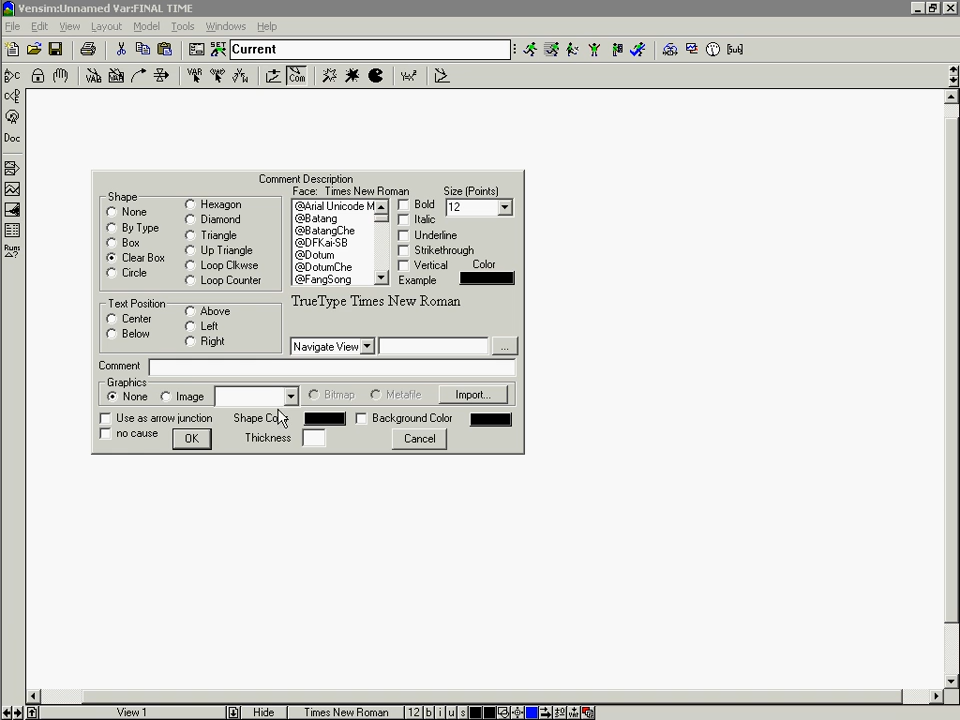 Vensim:Unnamed Var:FINAL TIME
File Edit View Layout Model Tools Windows Help
SET Current
VAR Com
Doc
Runs
Comment Description
Shape
None
By Type
Box
Clear Box
Circle
Hexagon
Diamond
Triangle
Up Triangle
Loop Clkwse
Loop Counter
Face: Times New Roman
@Arial Unicode M
@Batang
@BatangChe
@DFKai-SB
@Dotum
@DotumChe
@FangSong
Bold
Italic
Underline
Strikethrough
Vertical
Size (Points)
12
Color
Example
TrueType Times New Roman
Text Position
Center
Below
Above
Left
Right
Navigate View
...
Comment
Graphics
None Image Bitmap Metafile Import...
Use as arrow junction
no cause
Background Color
OK
Thickness
Cancel
View 1 Hide Times New Roman 12 b i u s